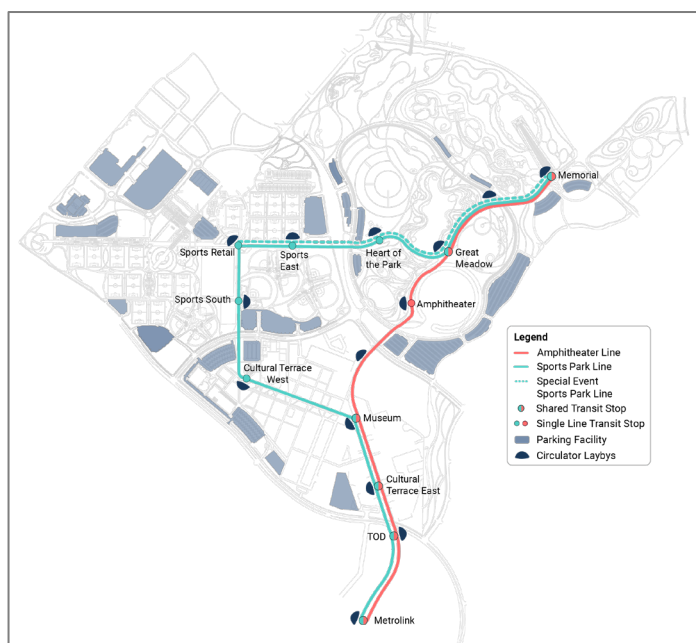 Memorial
Sports Retail
Sports
East
Heart of
the Park
Great
Meadow
Sports South
Amphitheater
Cultural Terrace
West
Museum
Cultural
Terrace East
TOD
Metrolink
Legend
Amphitheater Line
Sports Park Line
Special Event
Sports Park Line
Shared Transit Stop
Single Line Transit Stop
Parking Facility
Circulator Laybys